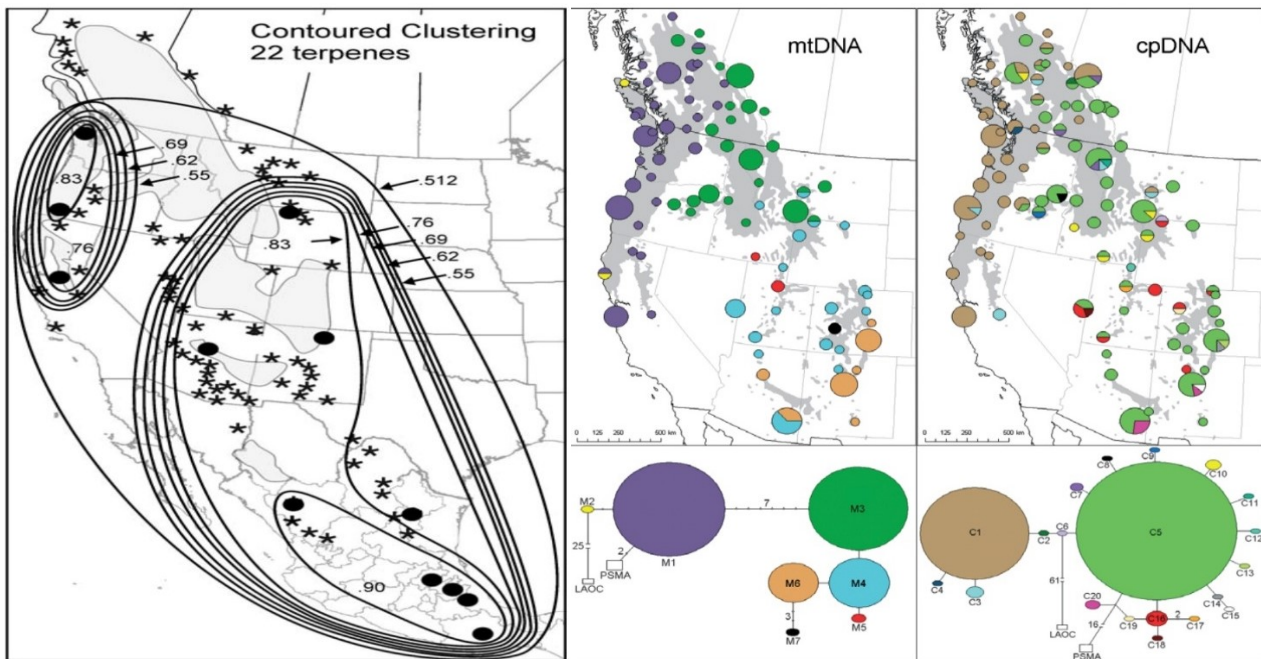 Contoured Clustering
22 terpenes
.69
.62
.55
.83
.76
.512
.76
.69
.62
.55
.83
.90
mtDNA
0 150 250 600 km
cpDNA
0 150 250 500 km
M2
25
LAOC
2
PSMA
M1
7
M3
M6
M4
3
M7
M5
C1
C2
C4
C3
C6
61
LAOC
C7
C8
C9
C10
C11
C5
C12
C13
C14
C15
C20
16
C19
C16
2
C17
C18
PSMA